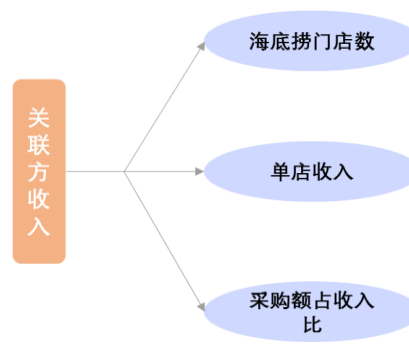 关联方收入
海底捞门店数
单店收入
采购额占收入
比